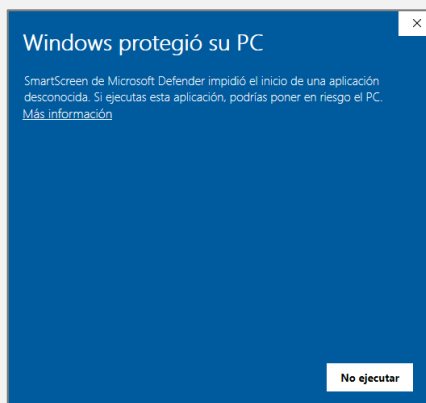 Windows protegió su PC
SmartScreen de Microsoft Defender impidió el inicio de una aplicación
desconocida. Si ejecutas esta aplicación, podrías poner en riesgo el PC.
Más información
No ejecutar